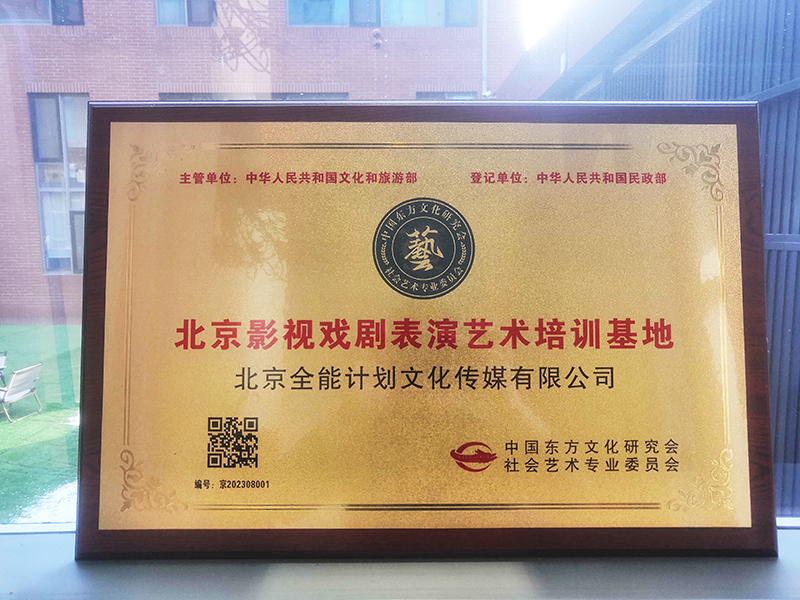 主管单位：中华人民共和国文化和旅游部
登记单位：中华人民共和国民政部
中国东方文化研究会
藝
社会艺术专业委员会
北京影视戏剧表演艺术培训基地
北京全能计划文化传媒有限公司
中国东方文化研究会
社会艺术专业委员会
编号：京202308001